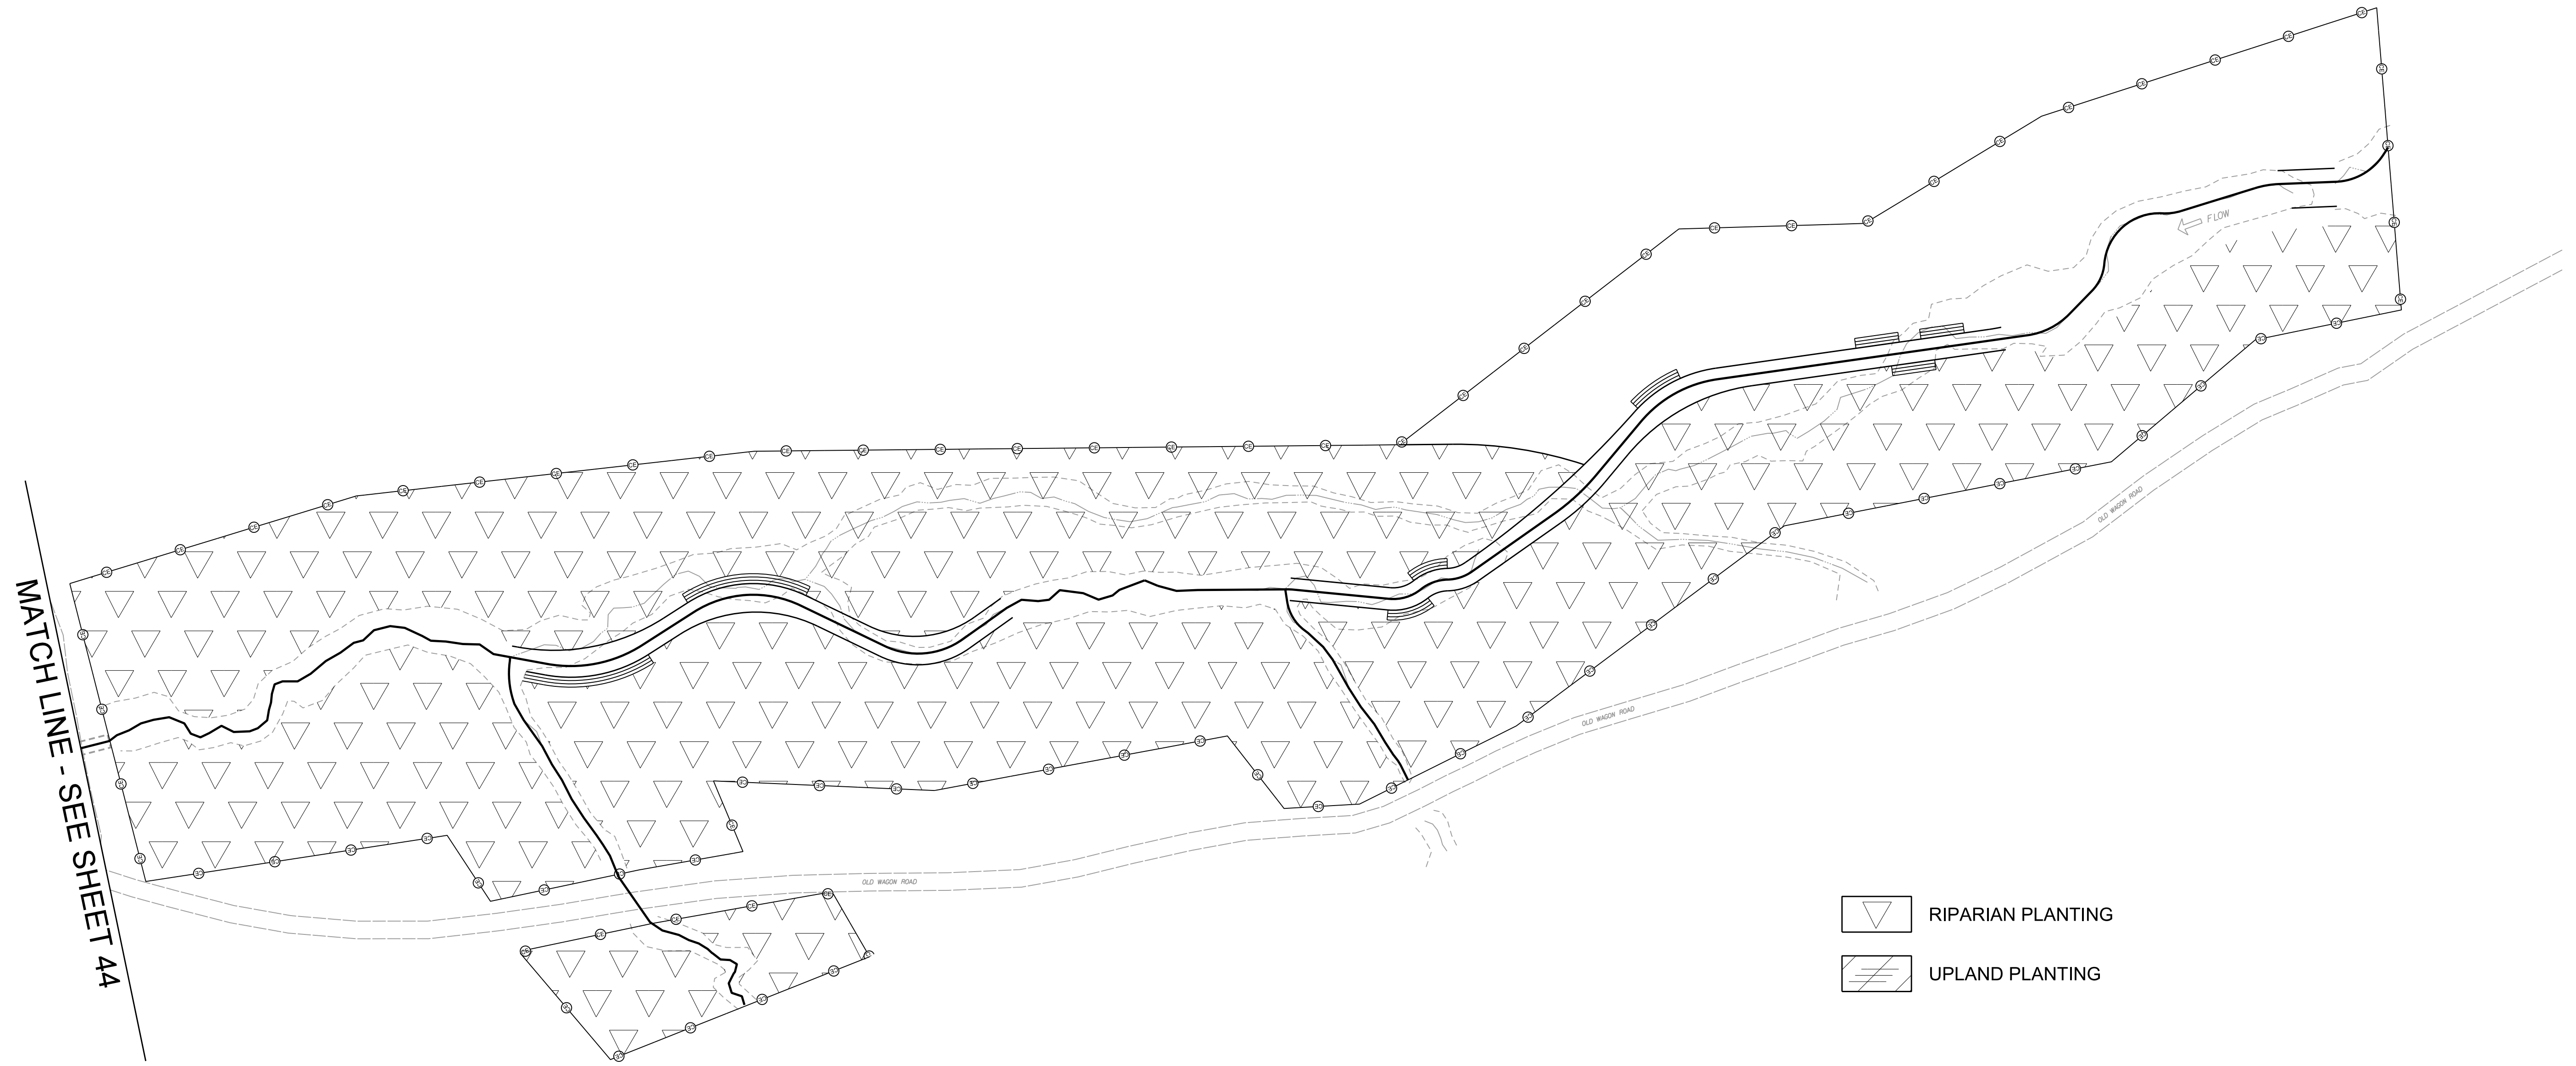 FLOW
OLD WAGON ROAD
OLD WAGON ROAD
OLD WAGON ROAD
MATCH LINE - SEE SHEET 44
RIPARIAN PLANTING
UPLAND PLANTING
CE